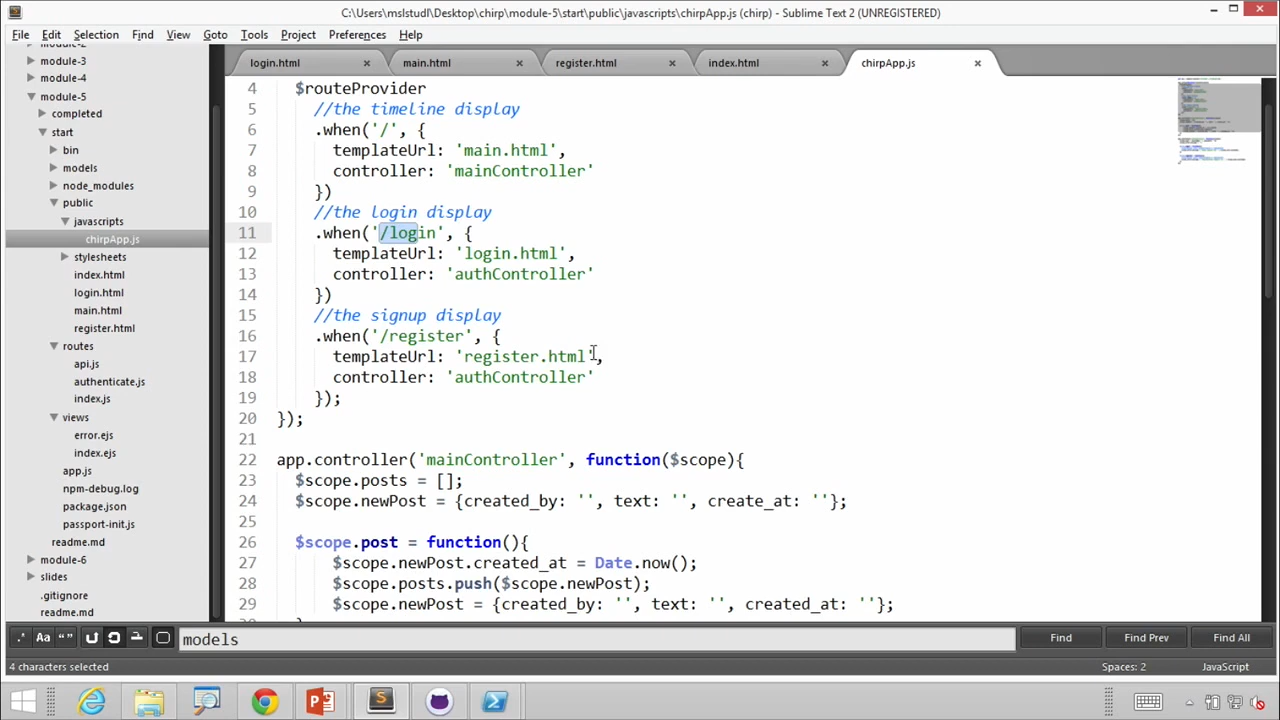 C:\Users\mslstudl\Desktop\chirp\module-5\start\public\javascripts\chirpApp.js (chirp) - Sublime Text 2 (UNREGISTERED)
File Edit Selection Find View Goto Tools Project Preferences Help
login.html main.html register.html index.html chirpApp.js
module-2
module-3
module-4
module-5
completed
start
bin
models
node_modules
public
javascripts
chirpApp.js
stylesheets
index.html
login.html
main.html
register.html
routes
api.js
authenticate.js
index.js
views
error.ejs
index.ejs
app.js
npm-debug.log
package.json
passport-init.js
readme.md
module-6
slides
.gitignore
readme.md
4 $routeProvider
5 //the timeline display
6 .when('/', {
7 templateUrl: 'main.html',
8 controller: 'mainController'
9 })
10 //the login display
11 .when('/login', {
12 templateUrl: 'login.html',
13 controller: 'authController'
14 })
15 //the signup display
16 .when('/register', {
17 templateUrl: 'register.html',
18 controller: 'authController'
19 });
20 });
21
22 app.controller('mainController', function($scope){
23 $scope.posts = [];
24 $scope.newPost = {created_by: '', text: '', create_at: ''};
25
26 $scope.post = function(){
27 $scope.newPost.created_at = Date.now();
28 $scope.posts.push($scope.newPost);
29 $scope.newPost = {created_by: '', text: '', created_at: ''};
.* Aa “ ” models Find Find Prev Find All
4 characters selected Spaces: 2 JavaScript